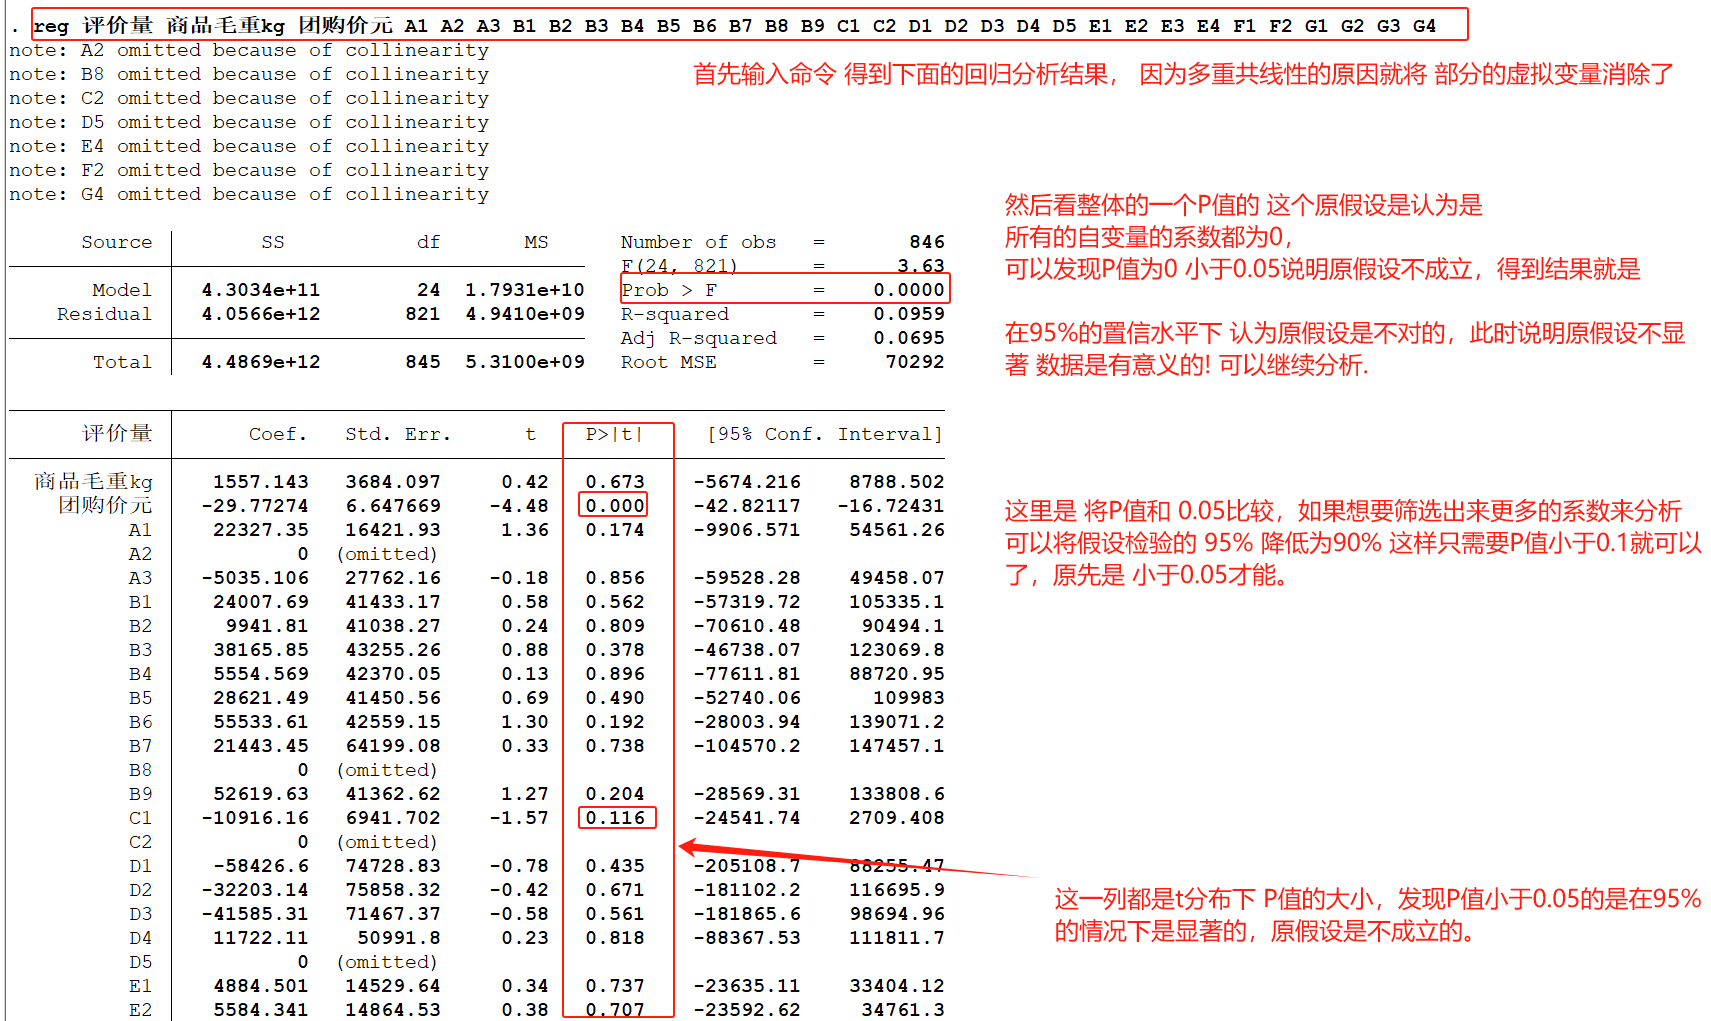 . reg 评价量 商品毛重kg 团购价元 A1 A2 A3 B1 B2 B3 B4 B5 B6 B7 B8 B9 C1 C2 D1 D2 D3 D4 D5 E1 E2 E3 E4 F1 F2 G1 G2 G3 G4
note: A2 omitted because of collinearity
note: B8 omitted because of collinearity
note: C2 omitted because of collinearity
note: D5 omitted because of collinearity
note: E4 omitted because of collinearity
note: F2 omitted because of collinearity
note: G4 omitted because of collinearity
首先输入命令 得到下面的回归分析结果， 因为多重共线性的原因就将 部分的虚拟变量消除了
然后看整体的一个P值的 这个原假设是认为是
所有的自变量的系数都为0，
可以发现P值为0 小于0.05说明原假设不成立，得到结果就是
在95%的置信水平下 认为原假设是不对的，此时说明原假设不显
著 数据是有意义的! 可以继续分析.
Source SS df MS Number of obs = 846
F(24, 821) = 3.63
Model 4.3034e+11 24 1.7931e+10 Prob > F = 0.0000
Residual 4.0566e+12 821 4.9410e+09 R-squared = 0.0959
Adj R-squared = 0.0695
Total 4.4869e+12 845 5.3100e+09 Root MSE = 70292
评价量 Coef. Std. Err. t P>|t| [95% Conf. Interval]
商品毛重kg 1557.143 3684.097 0.42 0.673 -5674.216 8788.502
团购价元 -29.77274 6.647669 -4.48 0.000 -42.82117 -16.72431
A1 22327.35 16421.93 1.36 0.174 -9906.571 54561.26
A2 0 (omitted)
A3 -5035.106 27762.16 -0.18 0.856 -59528.28 49458.07
B1 24007.69 41433.17 0.58 0.562 -57319.72 105335.1
B2 9941.81 41038.27 0.24 0.809 -70610.48 90494.1
B3 38165.85 43255.26 0.88 0.378 -46738.07 123069.8
B4 5554.569 42370.05 0.13 0.896 -77611.81 88720.95
B5 28621.49 41450.56 0.69 0.490 -52740.06 109983
B6 55533.61 42559.15 1.30 0.192 -28003.94 139071.2
B7 21443.45 64199.08 0.33 0.738 -104570.2 147457.1
B8 0 (omitted)
B9 52619.63 41362.62 1.27 0.204 -28569.31 133808.6
C1 -10916.16 6941.702 -1.57 0.116 -24541.74 2709.408
C2 0 (omitted)
D1 -58426.6 74728.83 -0.78 0.435 -205108.7 88255.47
D2 -32203.14 75858.32 -0.42 0.671 -181102.2 116695.9
D3 -41585.31 71467.37 -0.58 0.561 -181865.6 98694.96
D4 11722.11 50991.8 0.23 0.818 -88367.53 111811.7
D5 0 (omitted)
E1 4884.501 14529.64 0.34 0.737 -23635.11 33404.12
E2 5584.341 14864.53 0.38 0.707 -23592.62 34761.3
这里是 将P值和 0.05比较，如果想要筛选出来更多的系数来分析
可以将假设检验的 95% 降低为90% 这样只需要P值小于0.1就可以
了，原先是 小于0.05才能。
这一列都是t分布下 P值的大小，发现P值小于0.05的是在95%
的情况下是显著的，原假设是不成立的。